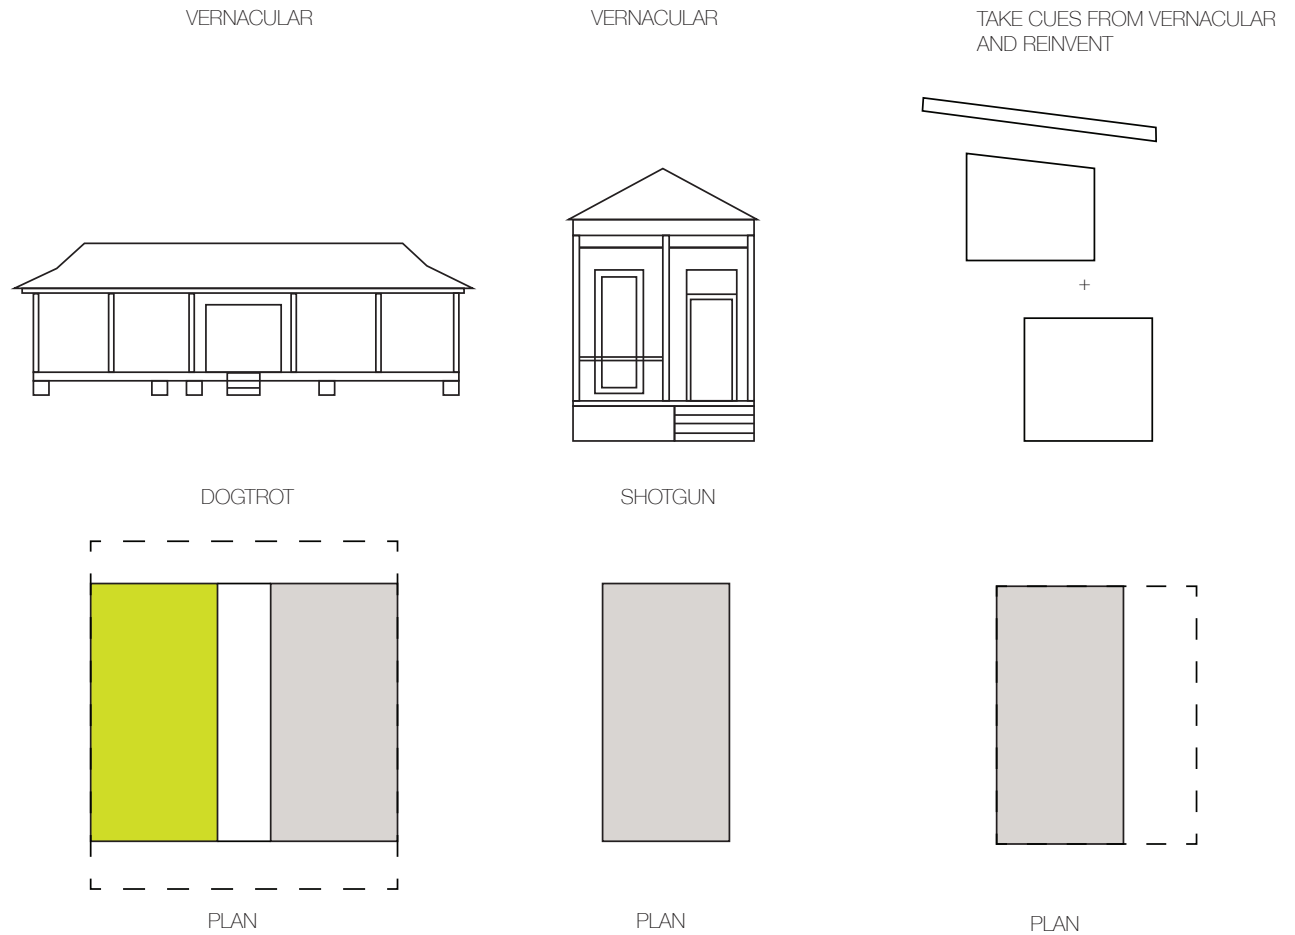 VERNACULAR
VERNACULAR
TAKE CUES FROM VERNACULAR
AND REINVENT
+
DOGTROT
SHOTGUN
PLAN
PLAN
PLAN